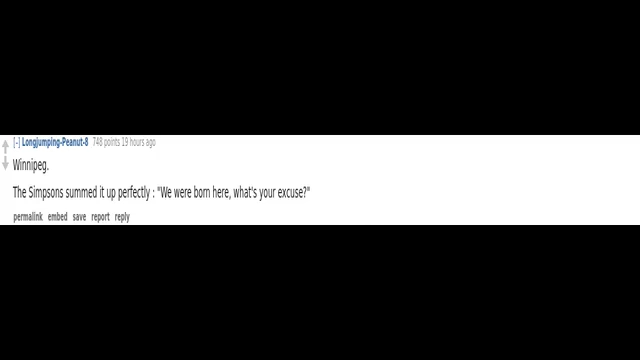 [-] Longjumping-Peanut-8 748 points 19 hours ago
Winnipeg.
The Simpsons summed it up perfectly : "We were born here, what's your excuse?"
permalink embed save report reply